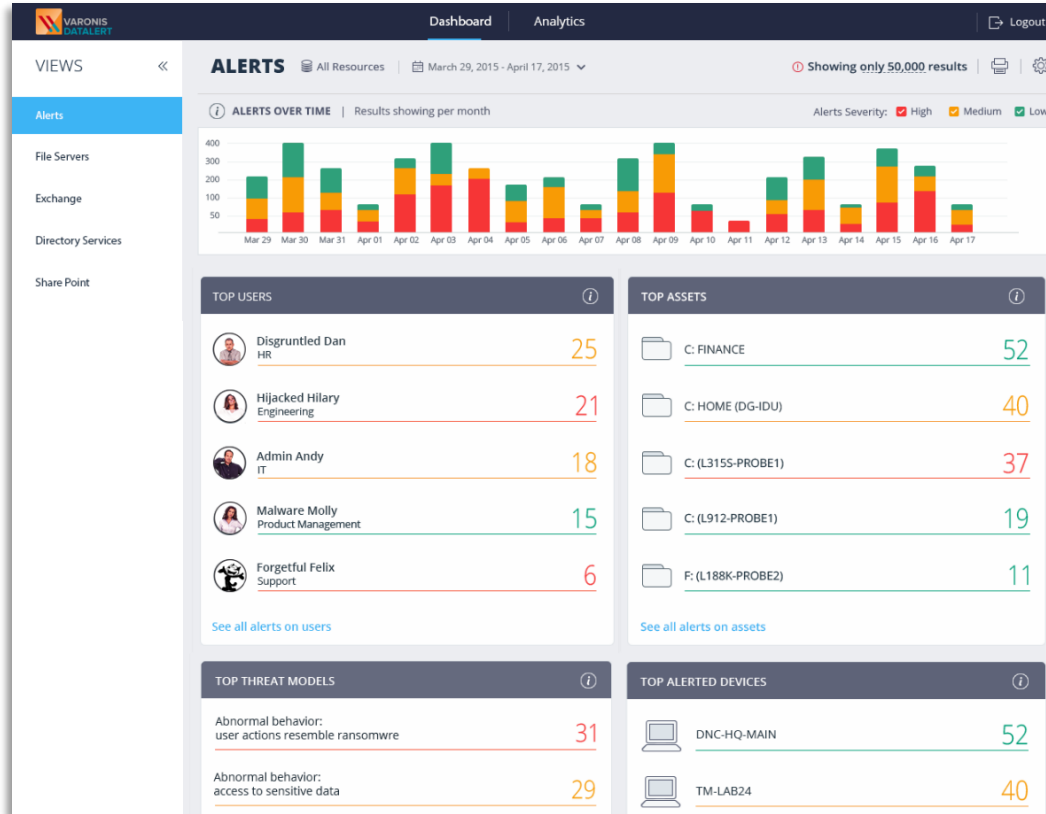 VARONIS
DATALERT
Dashboard
Analytics
Logout
VIEWS
«
Alerts
File Servers
Exchange
Directory Services
Share Point
ALERTS
All Resources
March 29, 2015 - April 17, 2015
Showing only 50,000 results
ALERTS OVER TIME | Results showing per month
Alerts Severity: High Medium Low
400
300
200
100
50
Mar 29 Mar 30 Mar 31 Apr 01 Apr 02 Apr 03 Apr 04 Apr 05 Apr 06 Apr 07 Apr 08 Apr 09 Apr 10 Apr 11 Apr 12 Apr 13 Apr 14 Apr 15 Apr 16 Apr 17
TOP USERS
Disgruntled Dan
HR
25
Hijacked Hilary
Engineering
21
Admin Andy
IT
18
Malware Molly
Product Management
15
Forgetful Felix
Support
6
See all alerts on users
TOP ASSETS
C: FINANCE
52
C: HOME (DG-IDU)
40
C: (L315S-PROBE1)
37
C: (L912-PROBE1)
19
F: (L188K-PROBE2)
11
See all alerts on assets
TOP THREAT MODELS
Abnormal behavior:
user actions resemble ransomwre
31
Abnormal behavior:
access to sensitive data
29
TOP ALERTED DEVICES
DNC-HQ-MAIN
52
TM-LAB24
40